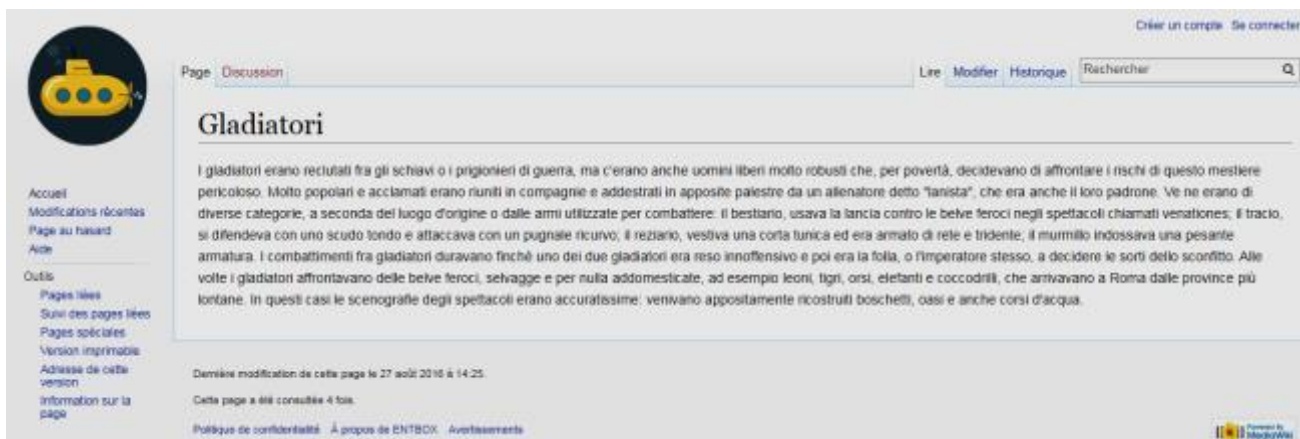 Créer un compte Se connecter
Page Discussion Lire Modifier Historique Rechercher
Gladiatori
I gladiatori erano reclutati fra gli schiavi o i prigionieri di guerra, ma c'erano anche uomini liberi molto robusti che, per povertà, decidevano di affrontare i rischi di questo mestiere
pericoloso. Molto popolari e acclamati erano riuniti in compagnie e addestrati in apposite palestre da un allenatore detto "lanista", che era anche il loro padrone. Ve ne erano di
diverse categorie, a seconda del luogo d'origine o dalle armi utilizzate per combattere: il bestiario, usava la lancia contro le belve feroci negli spettacoli chiamati venationes; il tracio,
si difendeva con uno scudo tondo e attaccava con un pugnale ricurvo; il reziario, vestiva una corta tunica ed era armato di rete e tridente; il murmillo indossava una pesante
armatura. I combattimenti fra gladiatori duravano finchè uno dei due gladiatori era reso innoffensivo e poi era la folla, o l'imperatore stesso, a decidere le sorti dello sconfitto. Alle
volte i gladiatori affrontavano delle belve feroci, selvagge e per nulla addomesticate, ad esempio leoni, tigri, orsi, elefanti e coccodrilli, che arrivavano a Roma dalle province più
lontane. In questi casi le scenografie degli spettacoli erano accuratissime: venivano appositamente ricostruiti boschetti, oasi e anche corsi d'acqua.
Accueil
Modifications récentes
Page au hasard
Aide
Outils
Pages liées
Suivi des pages liées
Pages spéciales
Version imprimable
Adresse de cette
version
Information sur la
page
Dernière modification de cette page le 27 août 2016 à 14:25.
Cette page a été consultée 4 fois.
Politique de confidentialité À propos de ENTBOX Avertissements
Powered By
MediaWiki